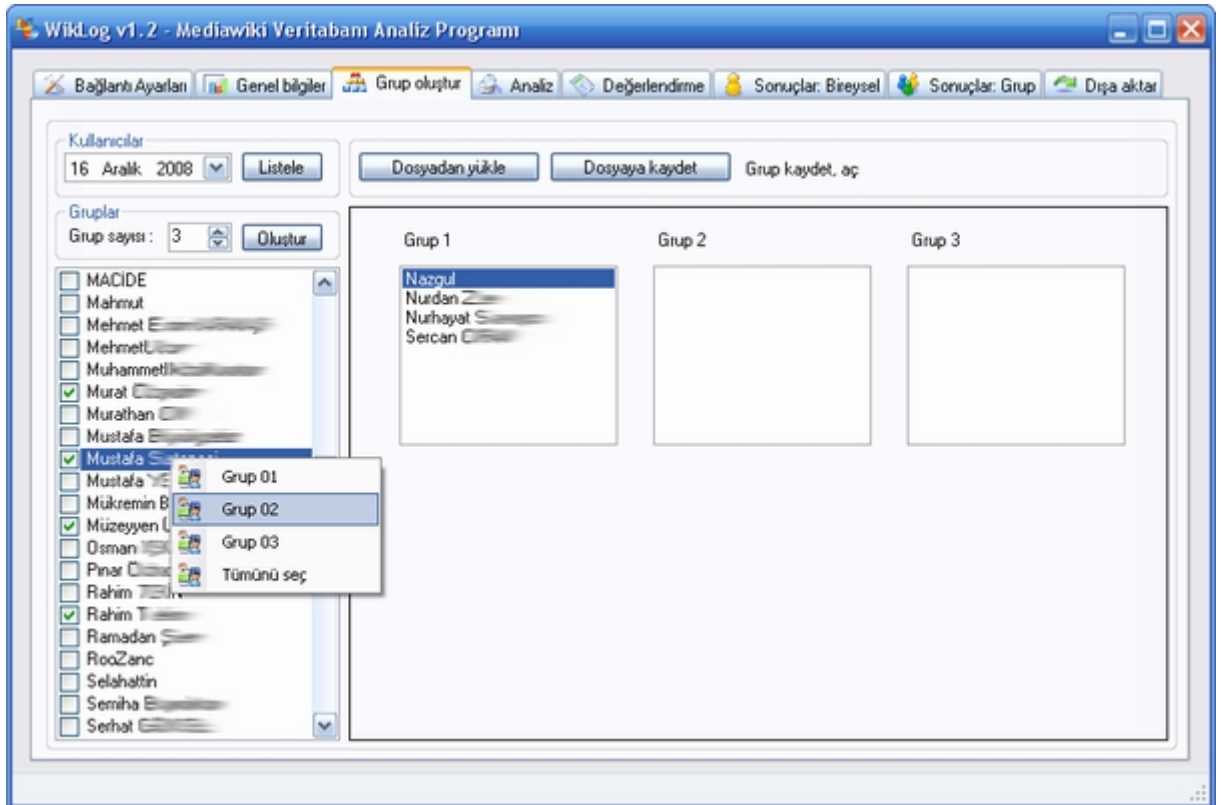 WikLog v1.2 - Mediawiki Veritabanı Analiz Programı
Bağlantı Ayarları Genel bilgiler Grup oluştur Analiz Değerlendirme Sonuçlar: Bireysel Sonuçlar: Grup Dışa aktar
Kullanıcılar
16 Aralık 2008 Listele
Dosyadan yükle Dosyaya kaydet Grup kaydet, aç
Gruplar
Grup sayısı : 3 Oluştur
MACİDE
Mahmut
Mehmet
Mehmet
Muhammet
Murat
Murathan
Mustafa
Mustafa
Mustafa
Mükremin B
Müzeyyen
Osman
Pınar
Rahim
Rahim
Ramadan
RooZanc
Selahattin
Semiha
Serhat
Grup 01
Grup 02
Grup 03
Tümünü seç
Grup 1
Nazgul
Nurdan
Nurhayat
Sercan
Grup 2
Grup 3